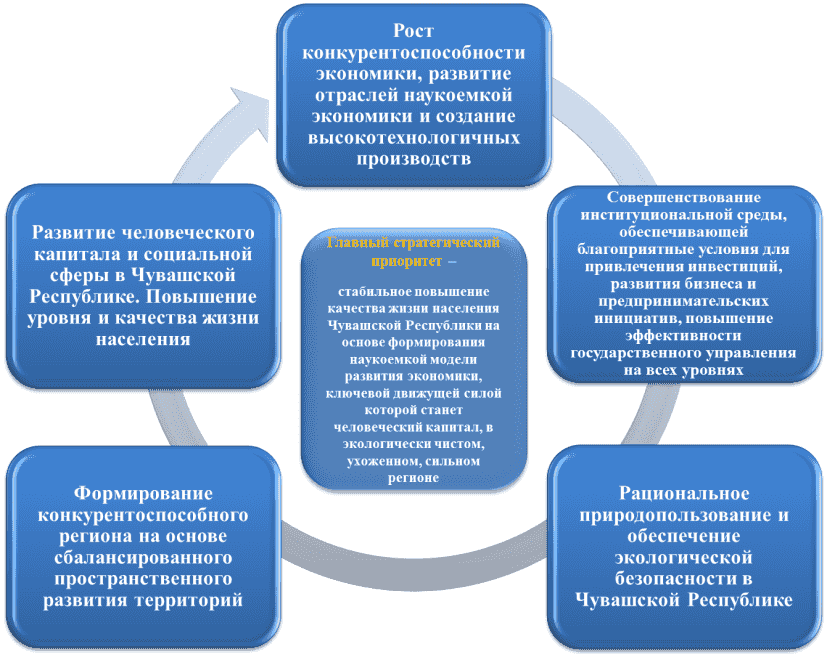 Рост
конкурентоспособности
экономики, развитие
отраслей наукоемкой
экономики и создание
высокотехнологичных
производств
Совершенствование
институциональной среды,
обеспечивающей
благоприятные условия для
привлечения инвестиций,
развития бизнеса и
предпринимательских
инициатив, повышение
эффективности
государственного управления
на всех уровнях
Рациональное
природопользование и
обеспечение
экологической
безопасности в
Чувашской Республике
Формирование
конкурентоспособного
региона на основе
сбалансированного
пространственного
развития территорий
Развитие человеческого
капитала и социальной
сферы в Чувашской
Республике. Повышение
уровня и качества жизни
населения
Главный стратегический
приоритет –
стабильное повышение
качества жизни населения
Чувашской Республики на
основе формирования
наукоемкой модели
развития экономики,
ключевой движущей силой
которой станет
человеческий капитал, в
экологически чистом,
ухоженном, сильном
регионе